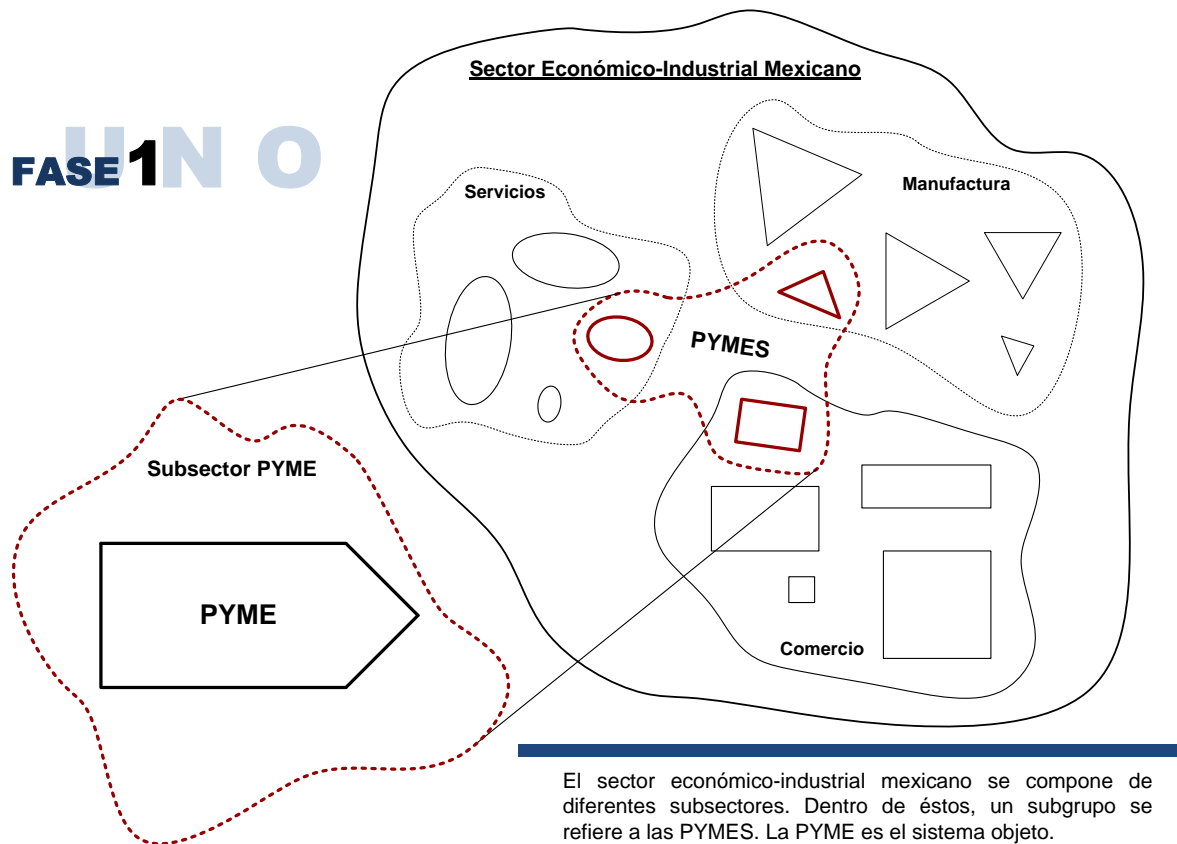 Sector Económico-Industrial Mexicano
UNO
FASE 1
Servicios
Manufactura
PYMES
Subsector PYME
PYME
Comercio
El sector económico-industrial mexicano se compone de
diferentes subsectores. Dentro de éstos, un subgrupo se
refiere a las PYMES. La PYME es el sistema objeto.